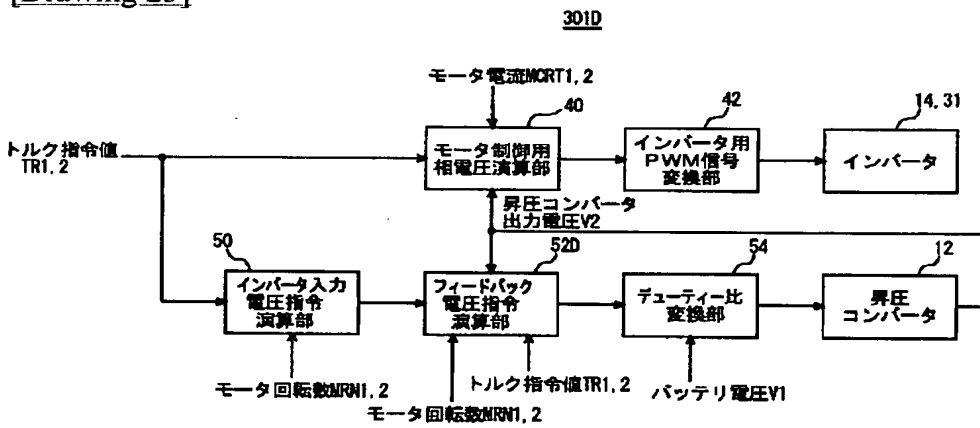 301D
モータ電流MCRT1,2
40
42
14,31
トルク指令値
TR1,2
モータ制御用
相電圧演算部
インバータ用
PWM信号
変換部
インバータ
昇圧コンバータ
出力電圧V2
50
52D
54
12
インバータ入力
電圧指令
演算部
フィードバック
電圧指令
演算部
デューティー比
変換部
昇圧
コンバータ
モータ回転数MRN1,2
トルク指令値TR1,2
モータ回転数MRN1,2
バッテリ電圧V1